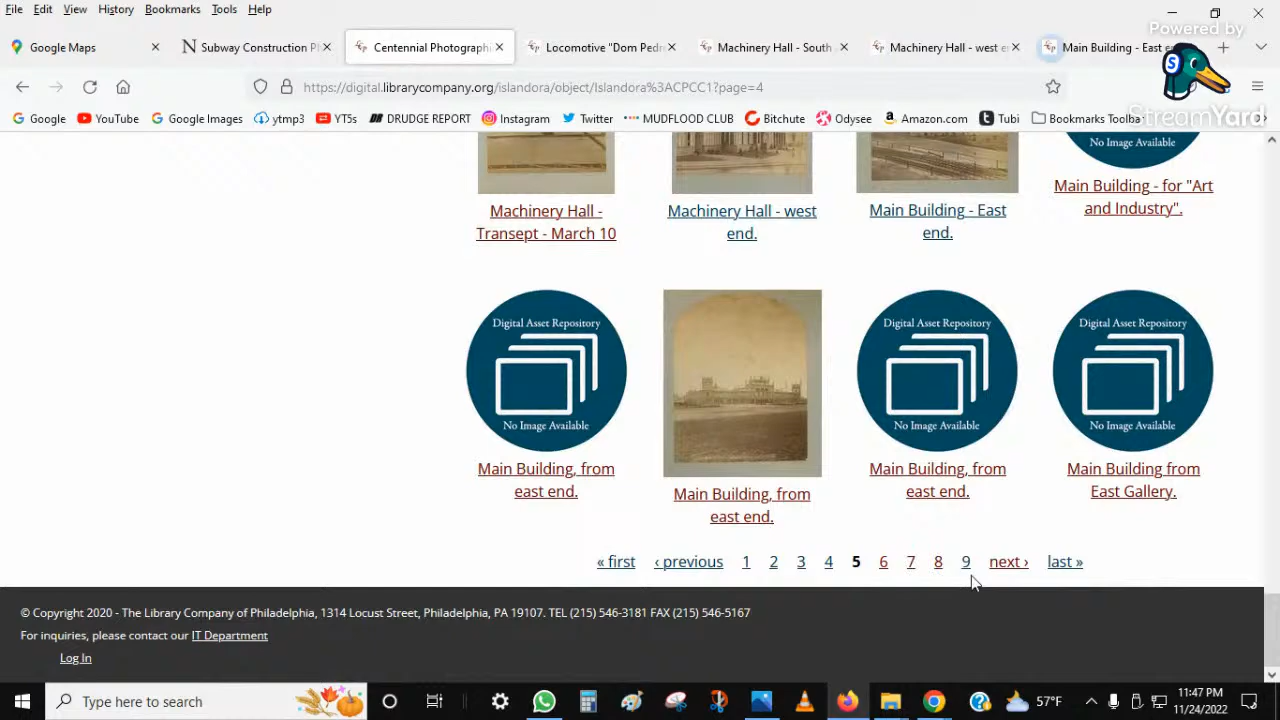 File Edit View History Bookmarks Tools Help
Powered by
Google Maps
Subway Construction Pl
Centennial Photographi
Locomotive "Dom Pedr
Machinery Hall - South
Machinery Hall - west en
Main Building - East e
https://digital.librarycompany.org/islandora/object/Islandora%3ACPCC1?page=4
StreamYard
Google YouTube Google Images ytmp3 YT5s DRUDGE REPORT Instagram Twitter MUDFLOOD CLUB Bitchute Odysee Amazon.com Tubi Bookmarks Toolba
No Image Available
Machinery Hall -
Transept - March 10
Machinery Hall - west
end.
Main Building - East
end.
Main Building - for "Art
and Industry".
Digital Asset Repository
No Image Available
Main Building, from
east end.
Main Building, from
east end.
Digital Asset Repository
No Image Available
Main Building, from
east end.
Digital Asset Repository
No Image Available
Main Building from
East Gallery.
« first ‹ previous 1 2 3 4 5 6 7 8 9 next › last »
© Copyright 2020 - The Library Company of Philadelphia, 1314 Locust Street, Philadelphia, PA 19107. TEL (215) 546-3181 FAX (215) 546-5167
For inquiries, please contact our IT Department
Log In
Type here to search
57°F
11:47 PM
11/24/2022